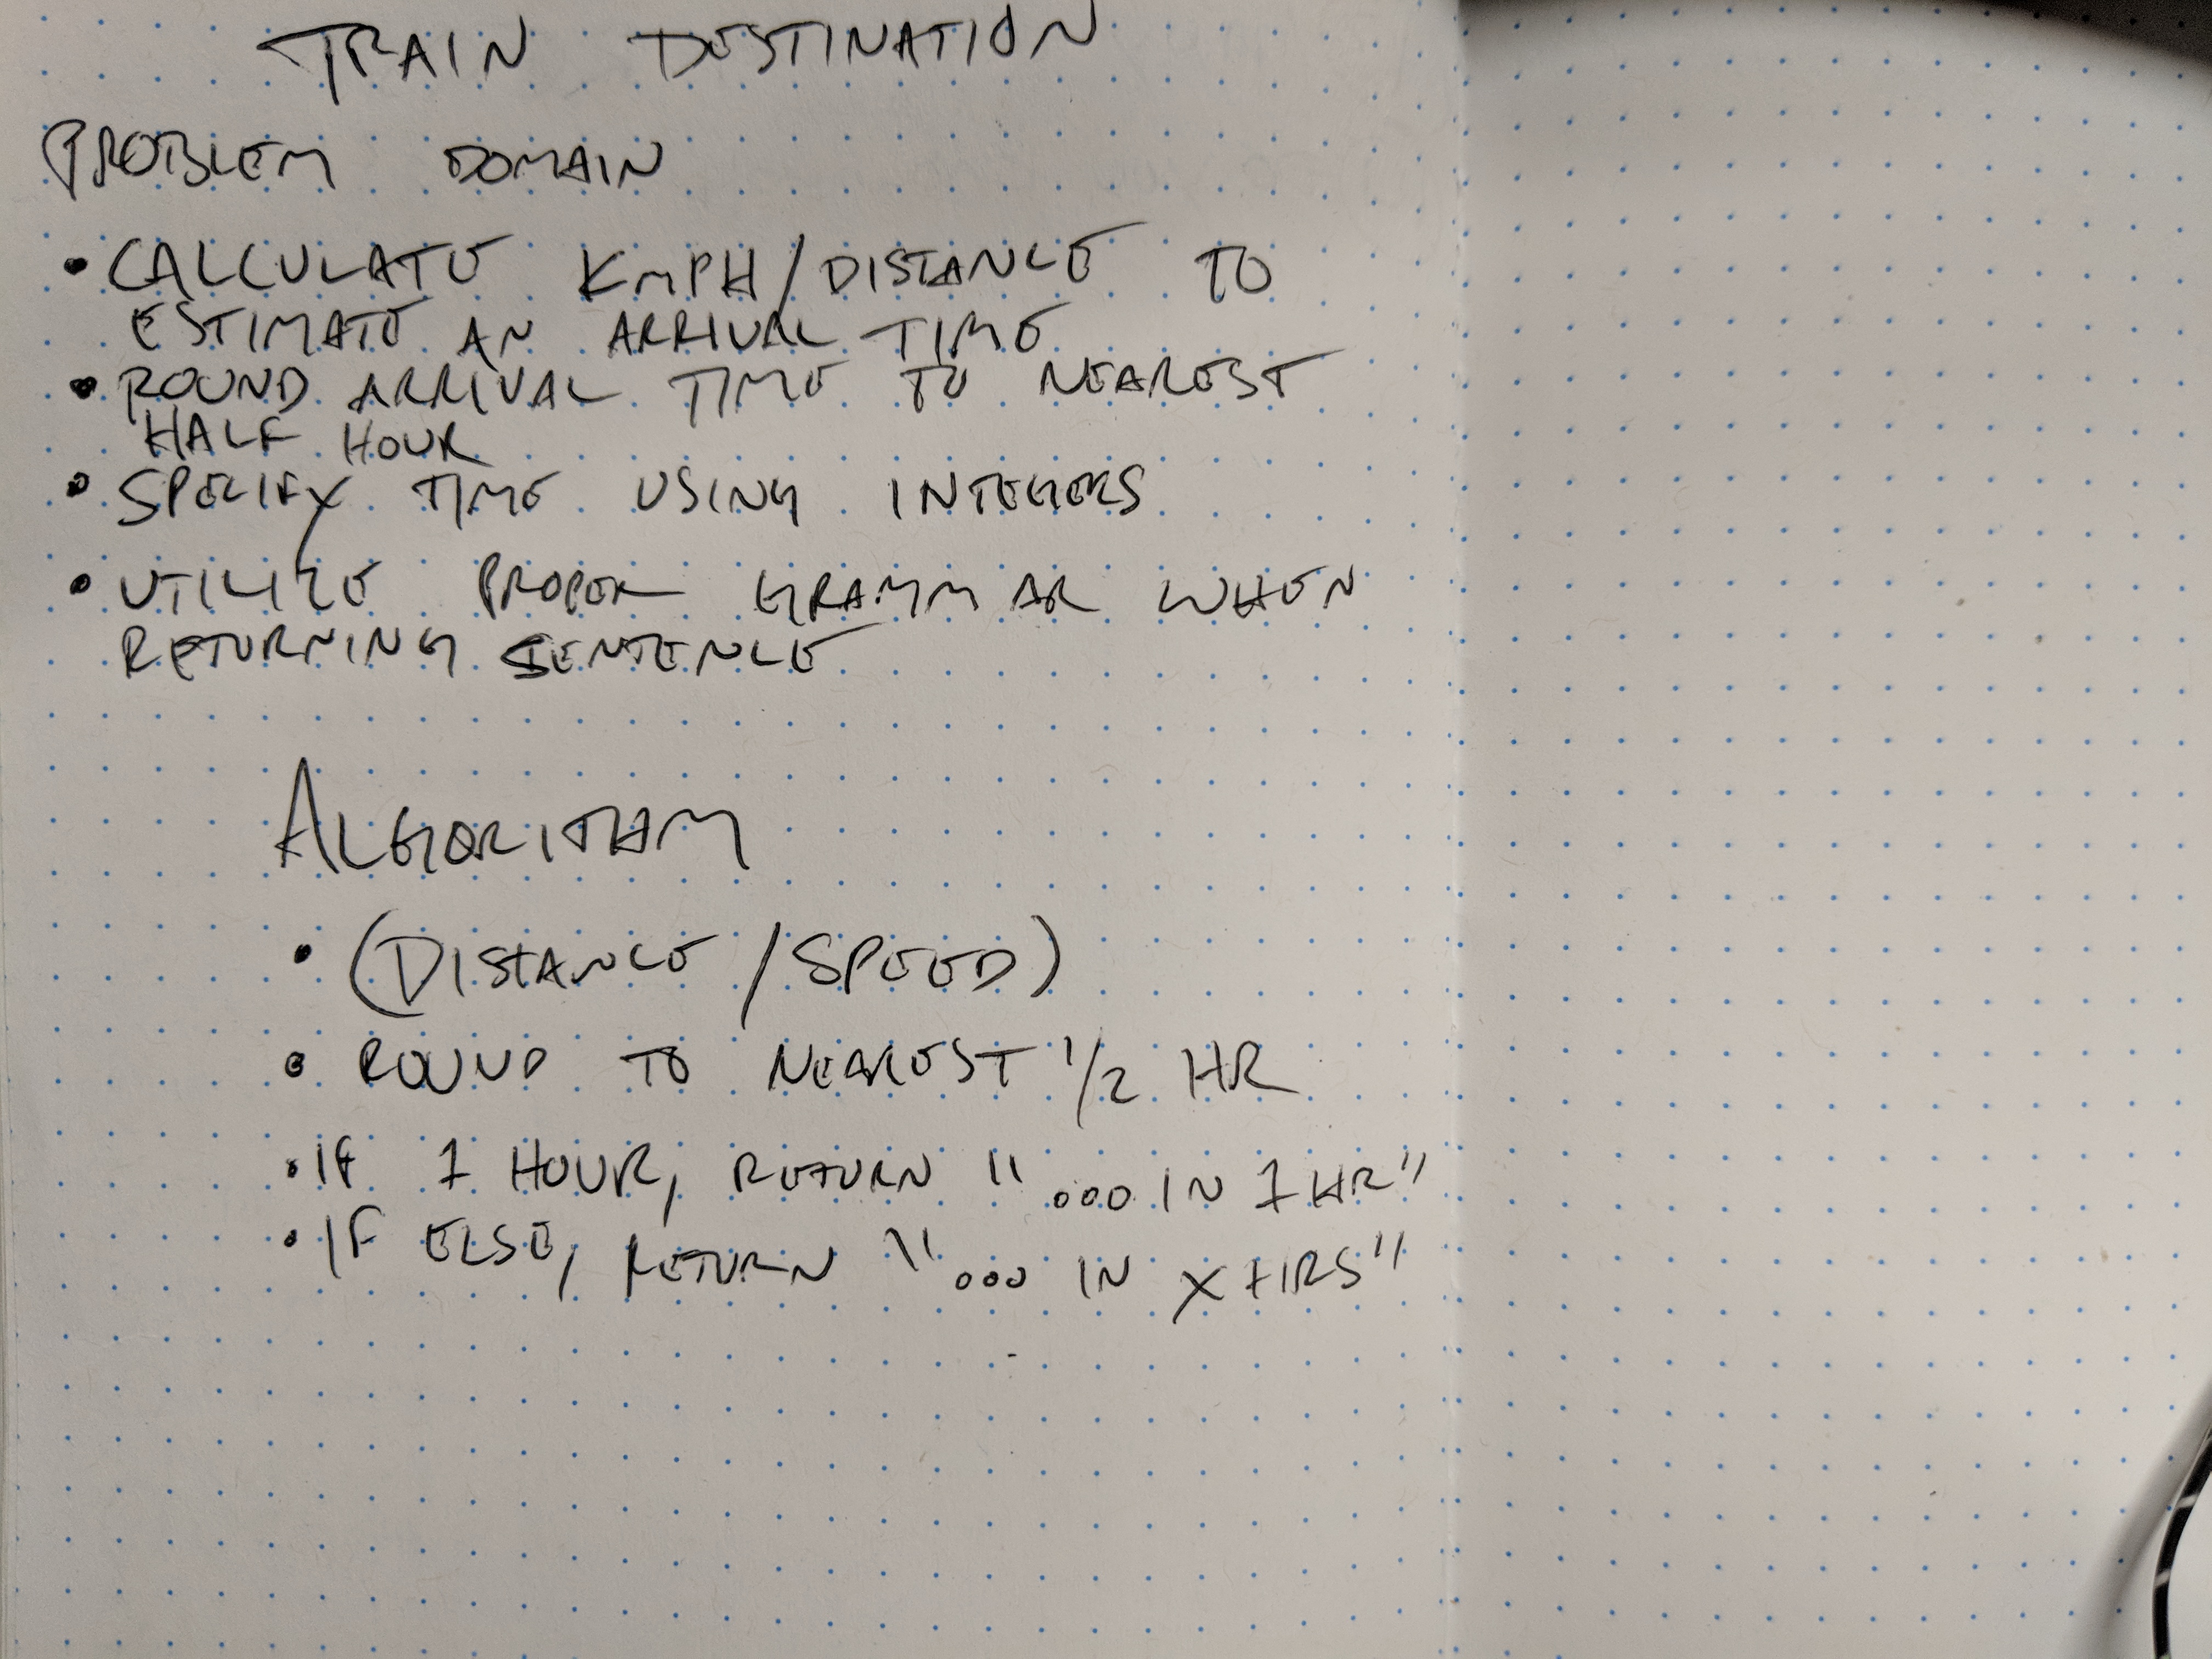 TRAIN DESTINATION
PROBLEM DOMAIN
• CALCULATE KMPH/DISTANCE TO
ESTIMATE AN ARRIVAL TIME
• ROUND ARRIVAL TIME TO NEAREST
HALF HOUR
• SPECIFY TIME USING INTEGERS
• UTILIZE PROPER GRAMMAR WHEN
RETURNING SENTENCE
ALGORITHM
• (DISTANCE/SPEED)
• ROUND TO NEAREST 1/2 HR
• IF 1 HOUR, RETURN "...IN 1 HR"
• IF ELSE, RETURN "... IN X HRS"